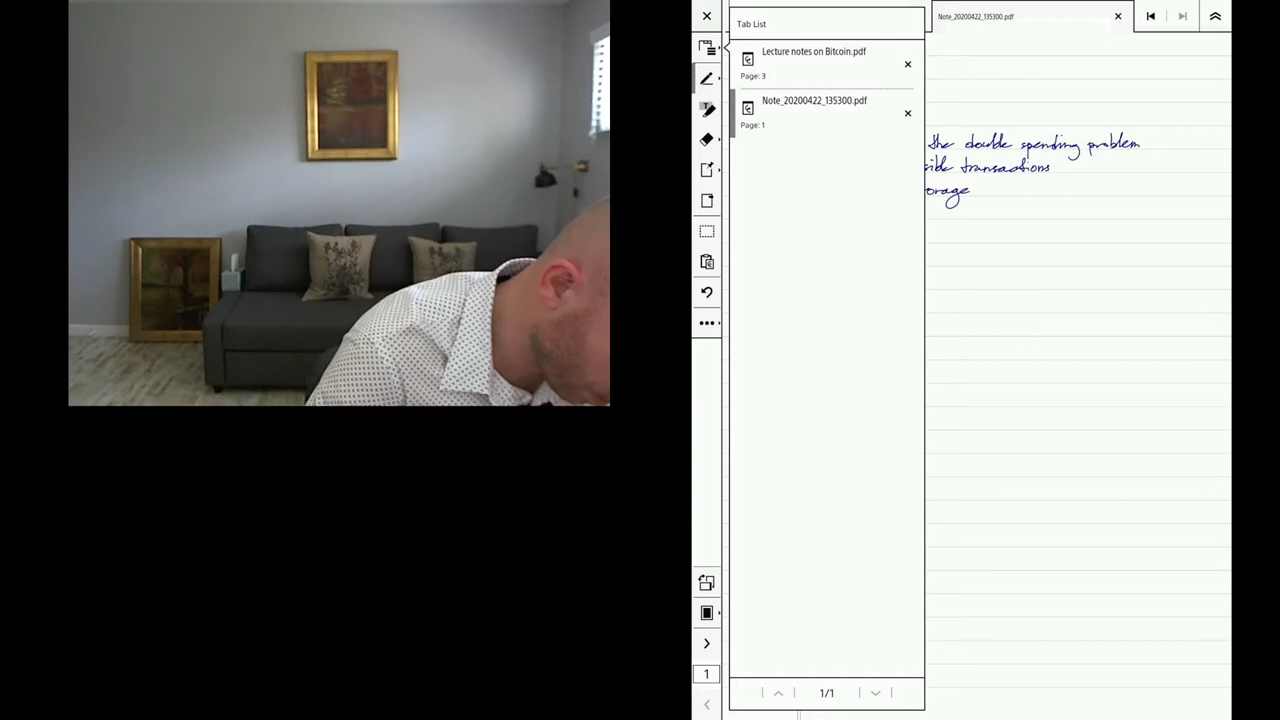 Tab List
Note_20200422_135300.pdf
Lecture notes on Bitcoin.pdf
Page: 3
Note_20200422_135300.pdf
Page: 1
the double spending problem
transactions
orage
1
1/1